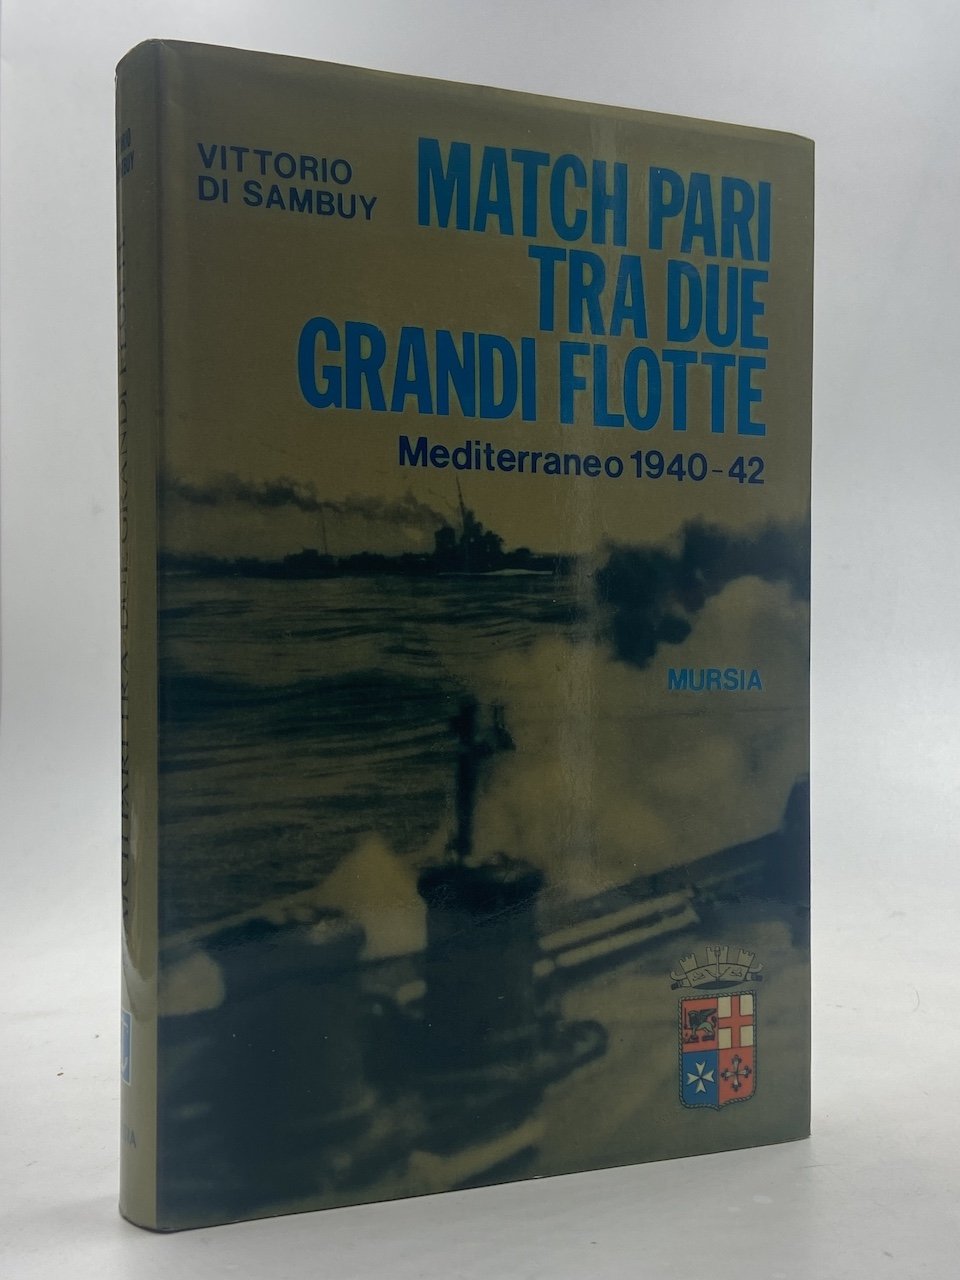 VITTORIO
DI SAMBUY
MATCH PARI
TRA DUE
GRANDI FLOTTE
Mediterraneo 1940-42
MURSIA